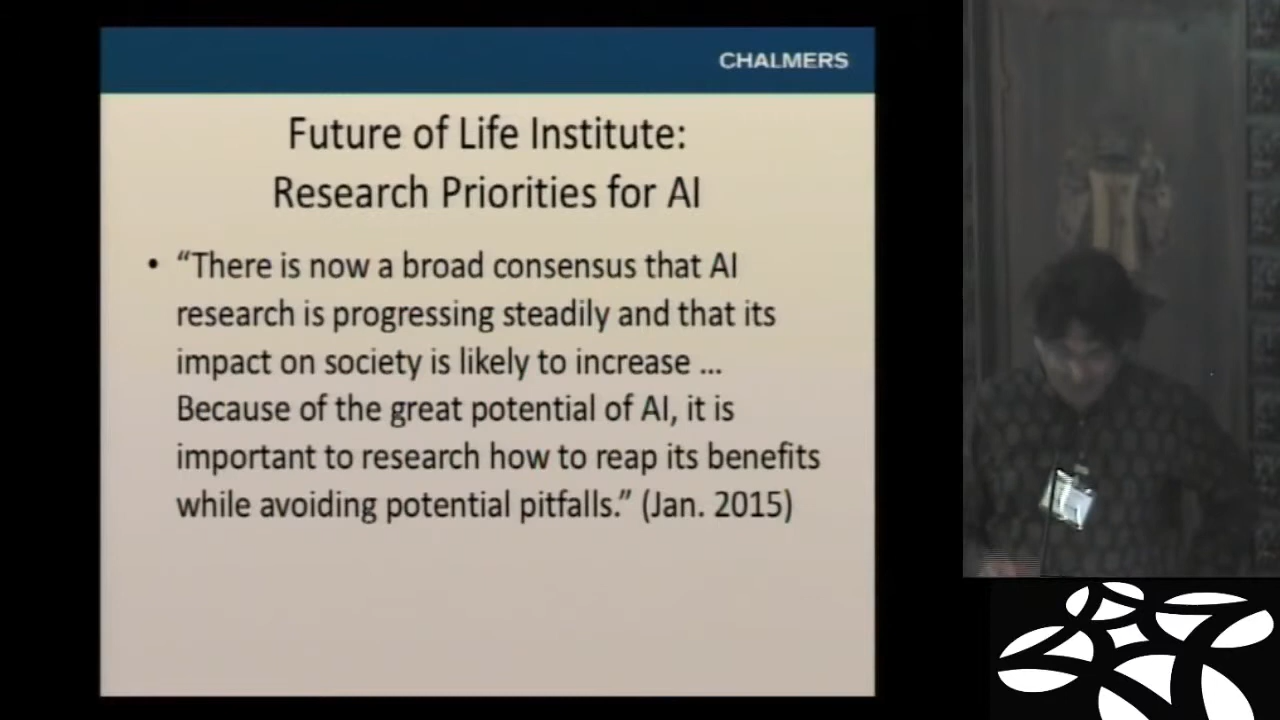 CHALMERS
Future of Life Institute:
Research Priorities for AI
• “There is now a broad consensus that AI
research is progressing steadily and that its
impact on society is likely to increase ...
Because of the great potential of AI, it is
important to research how to reap its benefits
while avoiding potential pitfalls.” (Jan. 2015)